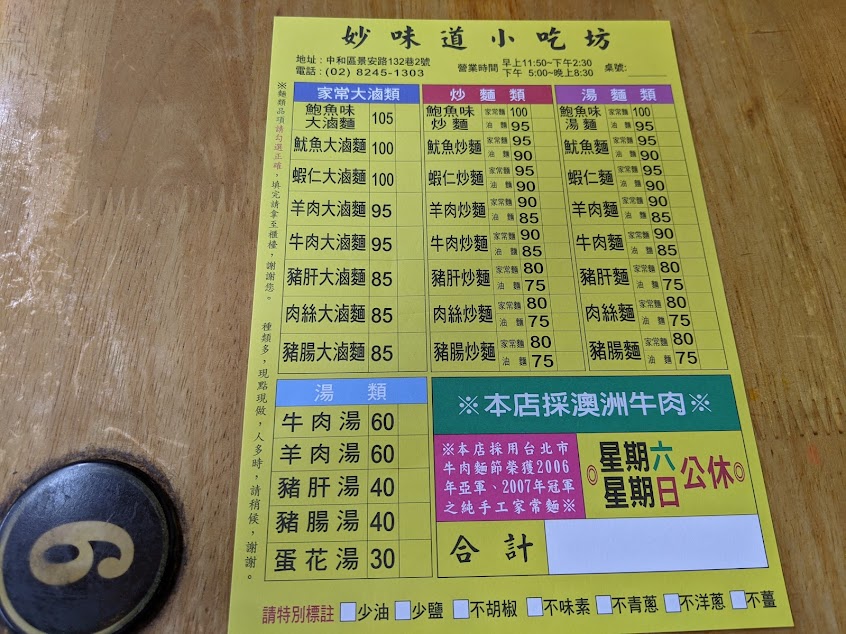 妙味道小吃坊
地址：中和區景安路132巷2號
電話：(02) 8245-1303
營業時間 早上11:50~下午2:30
下午 5:00~晚上8:30
桌號:
※麵類品項請勾選正確，填完請拿至櫃檯，謝謝您。
種類多，現點現做，人多時，請稍候，謝謝。
家常大滷類
鮑魚味大滷麵 105
魷魚大滷麵 100
蝦仁大滷麵 100
羊肉大滷麵 95
牛肉大滷麵 95
豬肝大滷麵 85
肉絲大滷麵 85
豬腸大滷麵 85
炒麵類
鮑魚味炒麵 家常麵 100 油麵 95
魷魚炒麵 家常麵 95 油麵 90
蝦仁炒麵 家常麵 95 油麵 90
羊肉炒麵 家常麵 90 油麵 85
牛肉炒麵 家常麵 90 油麵 85
豬肝炒麵 家常麵 80 油麵 75
肉絲炒麵 家常麵 80 油麵 75
豬腸炒麵 家常麵 80 油麵 75
湯麵類
鮑魚味湯麵 家常麵 100 油麵 95
魷魚麵 家常麵 95 油麵 90
蝦仁麵 家常麵 95 油麵 90
羊肉麵 家常麵 90 油麵 85
牛肉麵 家常麵 90 油麵 85
豬肝麵 家常麵 80 油麵 75
肉絲麵 家常麵 80 油麵 75
豬腸麵 家常麵 80 油麵 75
湯類
牛肉湯 60
羊肉湯 60
豬肝湯 40
豬腸湯 40
蛋花湯 30
※本店採澳洲牛肉※
※本店採用台北市
牛肉麵節榮獲2006
年亞軍、2007年冠軍
之純手工家常麵※
◎星期六
星期日公休◎
合計
請特別標註 □少油 □少鹽 □不胡椒 □不味素 □不青蔥 □不洋蔥 □不薑
9